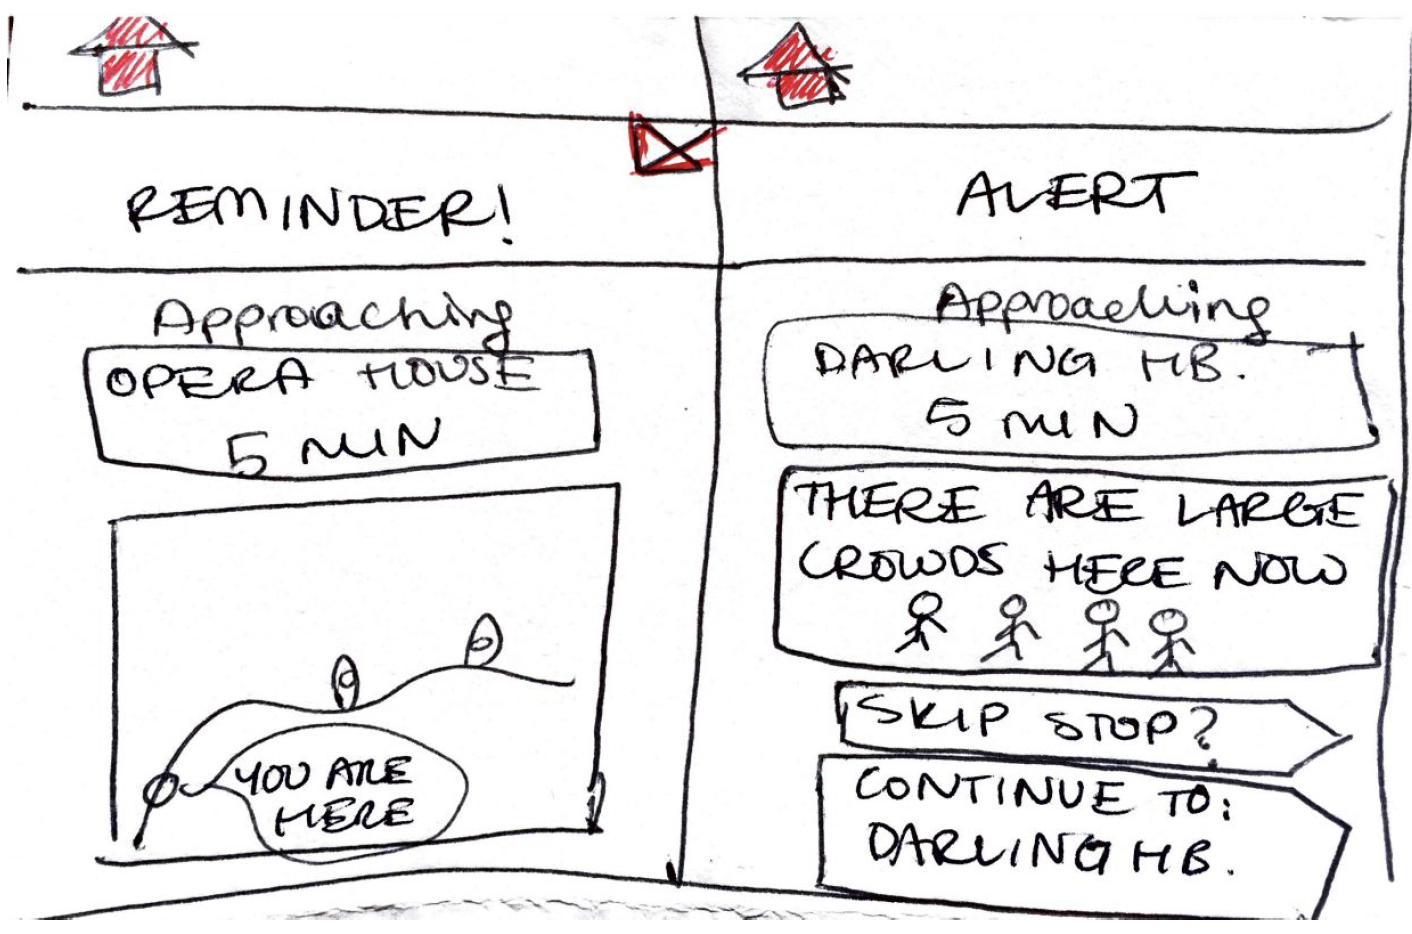 REMINDER!
Approaching
OPERA HOUSE
5 MIN
YOU ARE
HERE
ALERT
Approaching
DARLING HB.
5 MIN
THERE ARE LARGE
CROWDS HERE NOW
SKIP STOP?
CONTINUE TO:
DARLING HB.